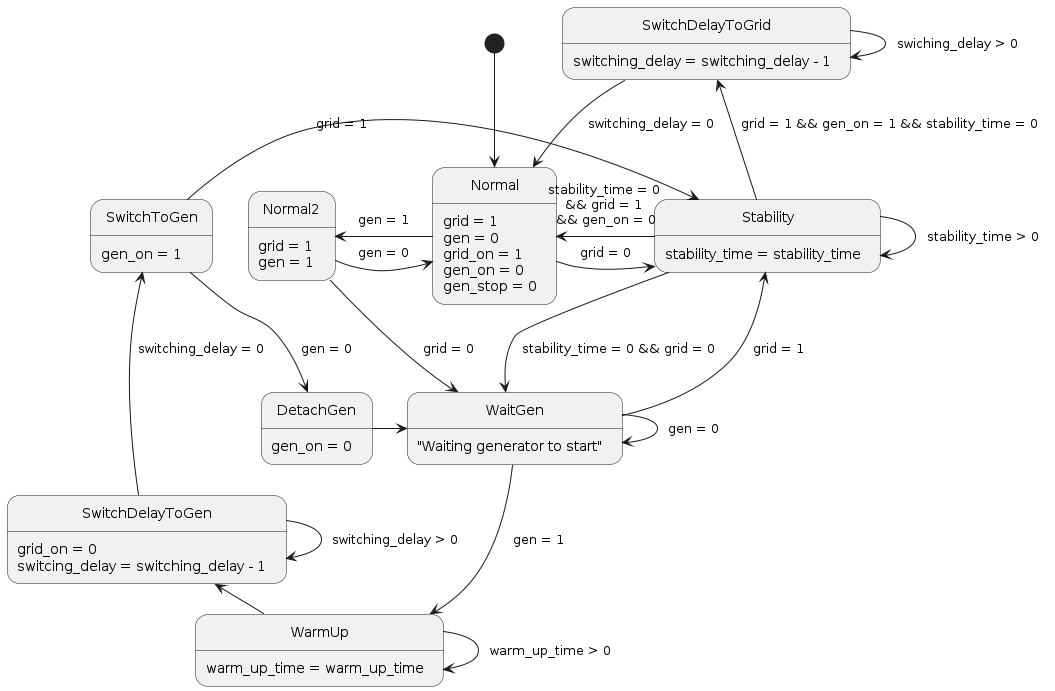 SwitchDelayToGrid
switching_delay = switching_delay - 1
swiching_delay > 0
grid = 1
switching_delay = 0
grid = 1 && gen_on = 1 && stability_time = 0
SwitchToGen
gen_on = 1
Normal2
grid = 1
gen = 1
gen = 1
gen = 0
Normal
grid = 1
gen = 0
grid_on = 1
gen_on = 0
gen_stop = 0
stability_time = 0
&& grid = 1
&& gen_on = 0
grid = 0
Stability
stability_time = stability_time
stability_time > 0
switching_delay = 0
gen = 0
grid = 0
stability_time = 0 && grid = 0
grid = 1
DetachGen
gen_on = 0
WaitGen
"Waiting generator to start"
gen = 0
SwitchDelayToGen
grid_on = 0
switcing_delay = switching_delay - 1
switching_delay > 0
gen = 1
WarmUp
warm_up_time = warm_up_time
warm_up_time > 0